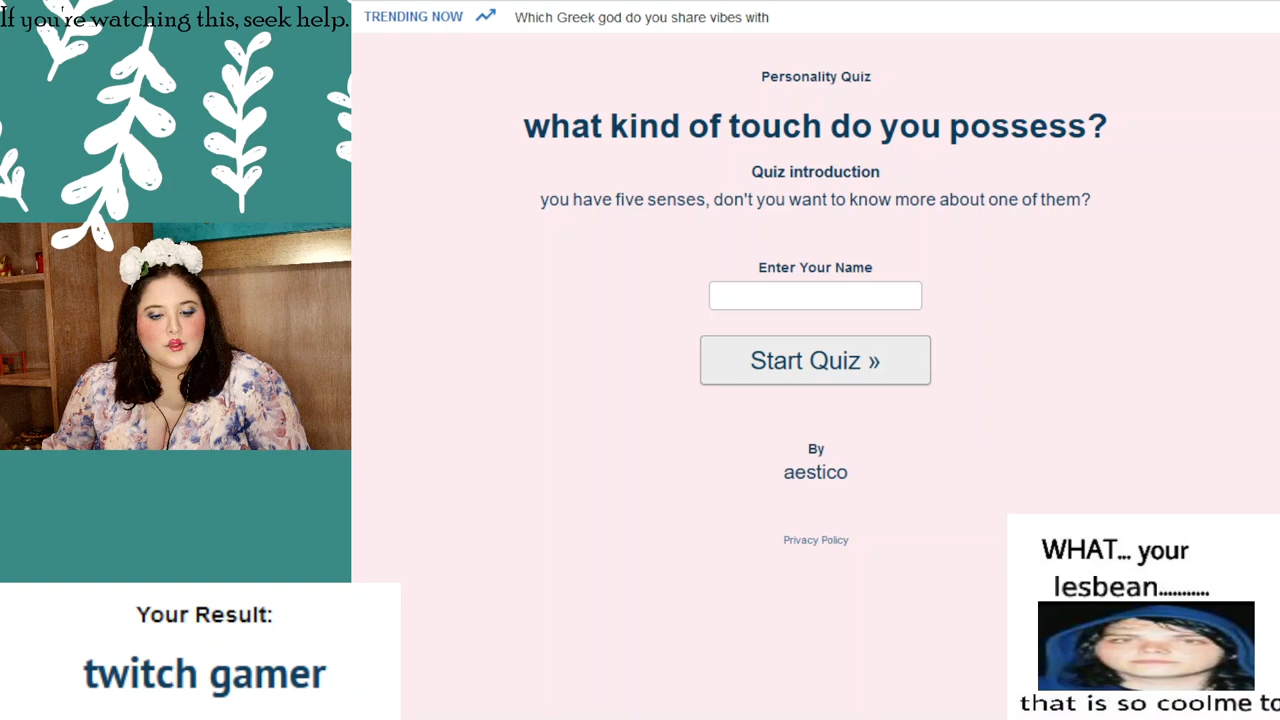 If you're watching this, seek help.
TRENDING NOW
Which Greek god do you share vibes with
Personality Quiz
what kind of touch do you possess?
Quiz introduction
you have five senses, don't you want to know more about one of them?
Enter Your Name
Start Quiz »
By
aestico
Privacy Policy
Your Result:
twitch gamer
WHAT... your
lesbean...........
that is so coolme to